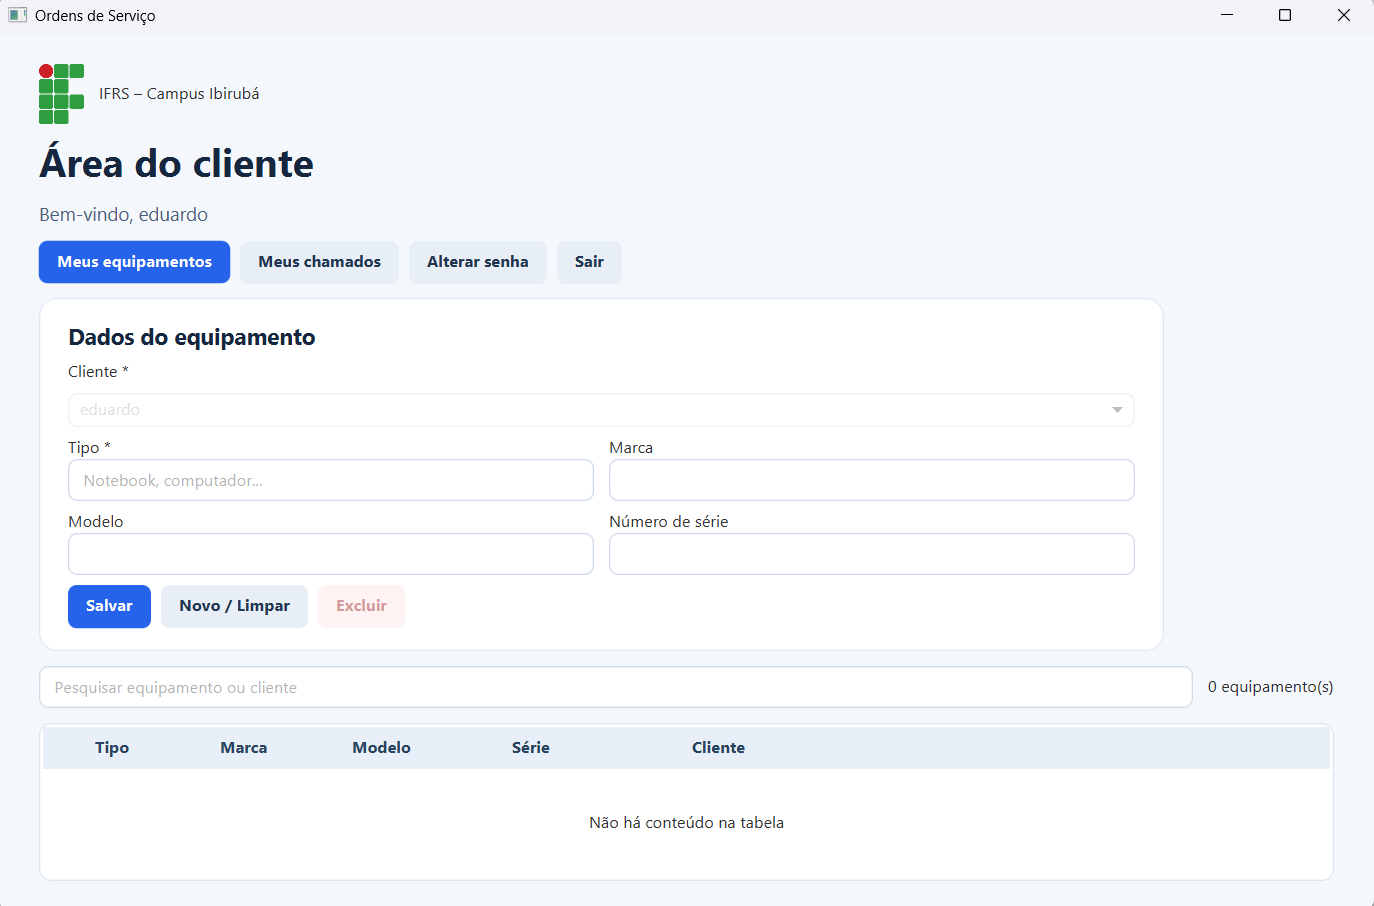 Ordens de Serviço
IFRS – Campus Ibirubá
Área do cliente
Bem-vindo, eduardo
Meus equipamentos Meus chamados Alterar senha Sair
Dados do equipamento
Cliente *
eduardo
Tipo * Marca
Notebook, computador...
Modelo Número de série
Salvar Novo / Limpar Excluir
Pesquisar equipamento ou cliente 0 equipamento(s)
Tipo Marca Modelo Série Cliente
Não há conteúdo na tabela